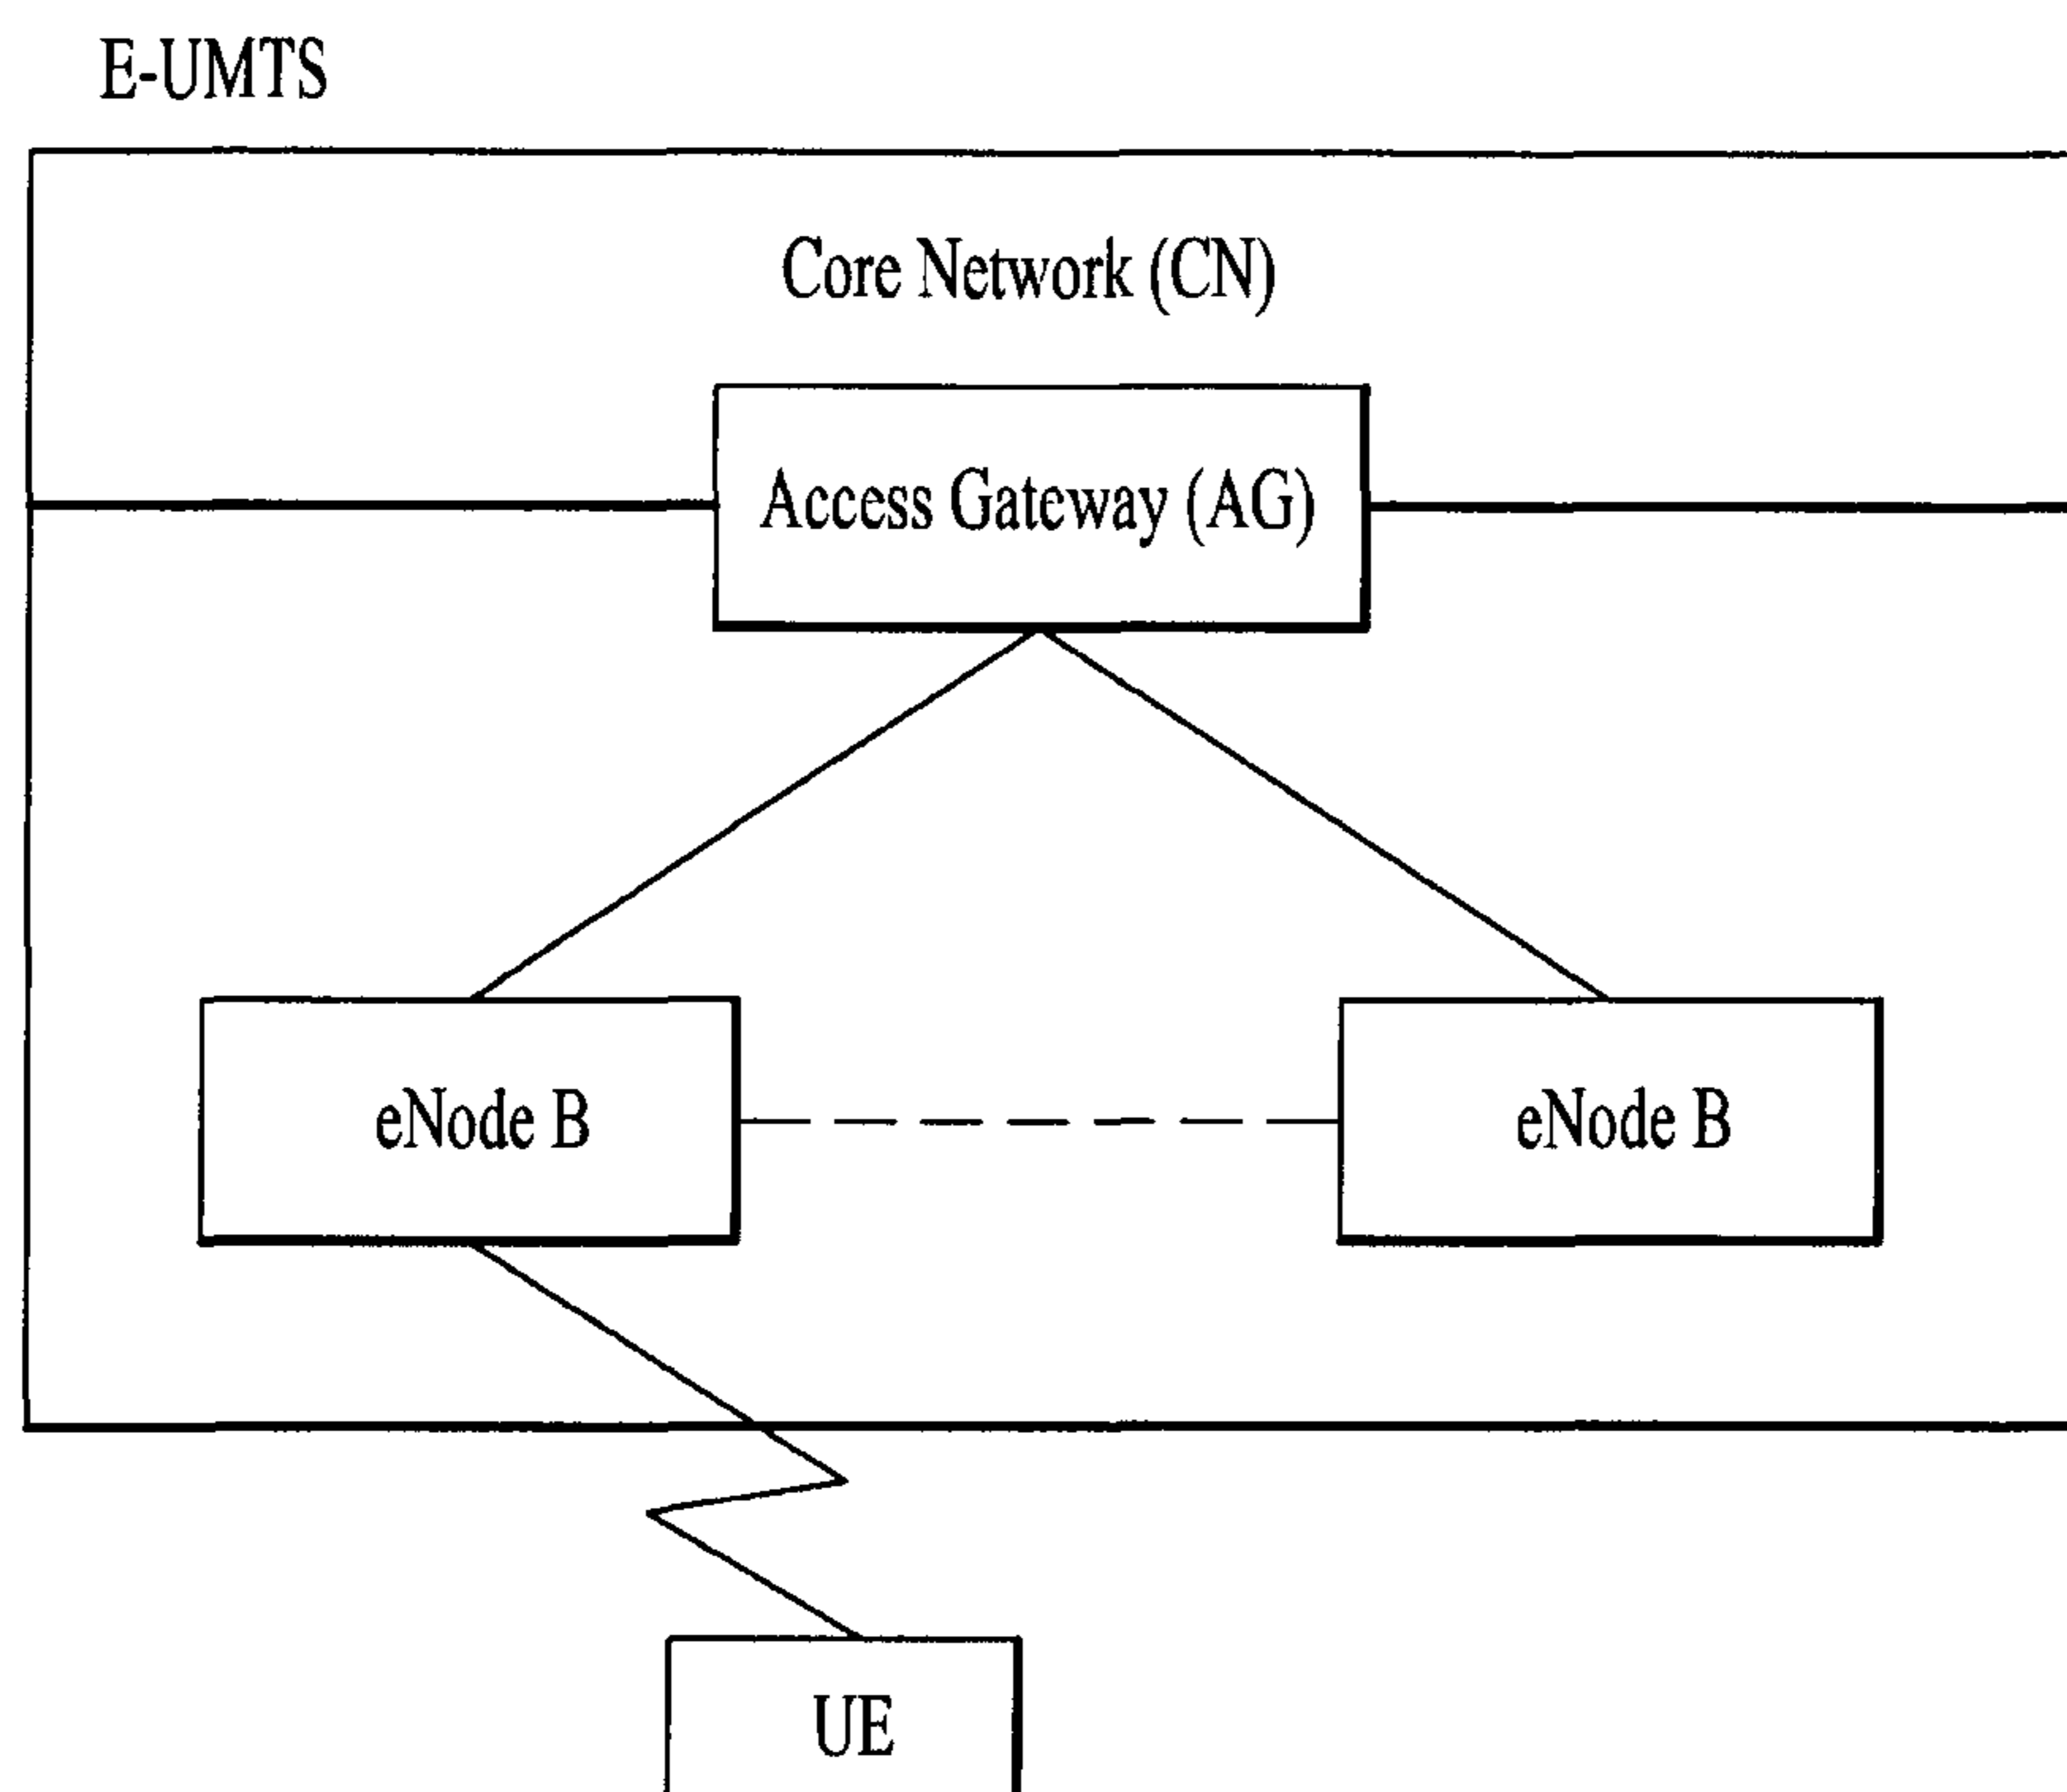 E-UMTS
Core Network (CN)
Access Gateway (AG)
eNode B
eNode B
UE